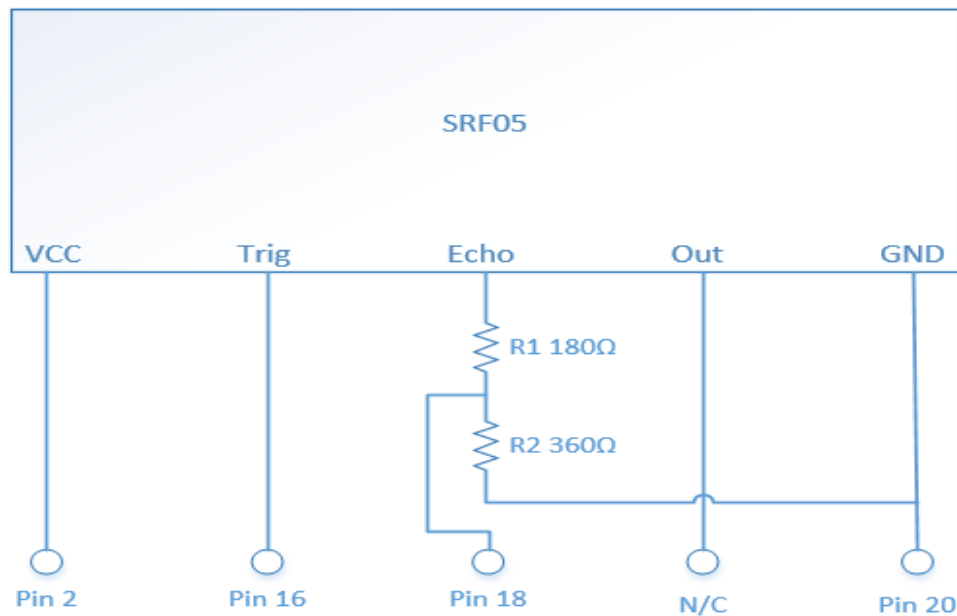 SRF05
VCC Trig Echo Out GND
R1 180Ω
R2 360Ω
Pin 2 Pin 16 Pin 18 N/C Pin 20